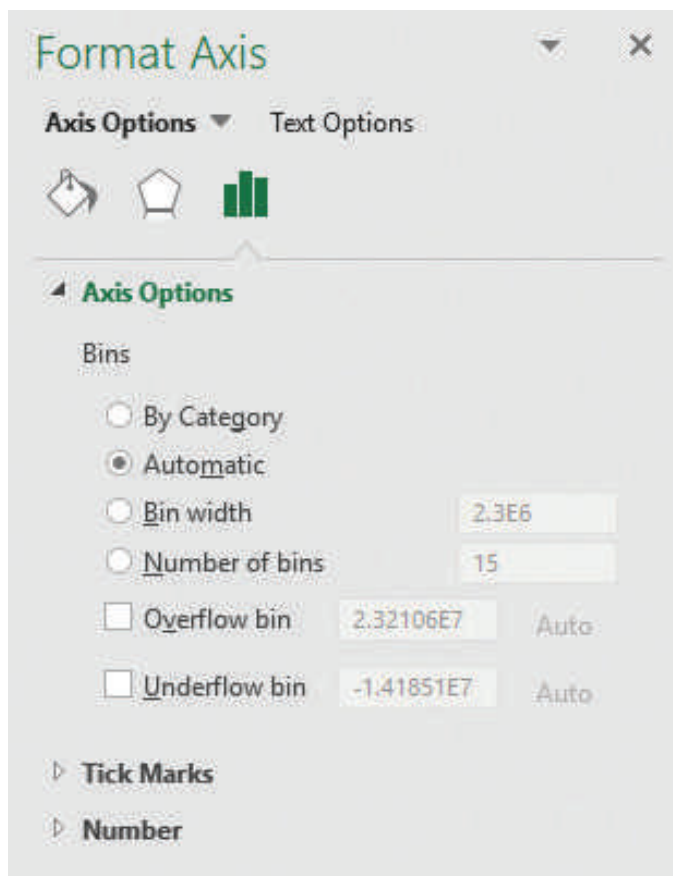 Format Axis
Axis Options Text Options
Axis Options
Bins
By Category
Automatic
Bin width 2.3E6
Number of bins 15
Overflow bin 2.32106E7 Auto
Underflow bin -1.41851E7 Auto
Tick Marks
Number